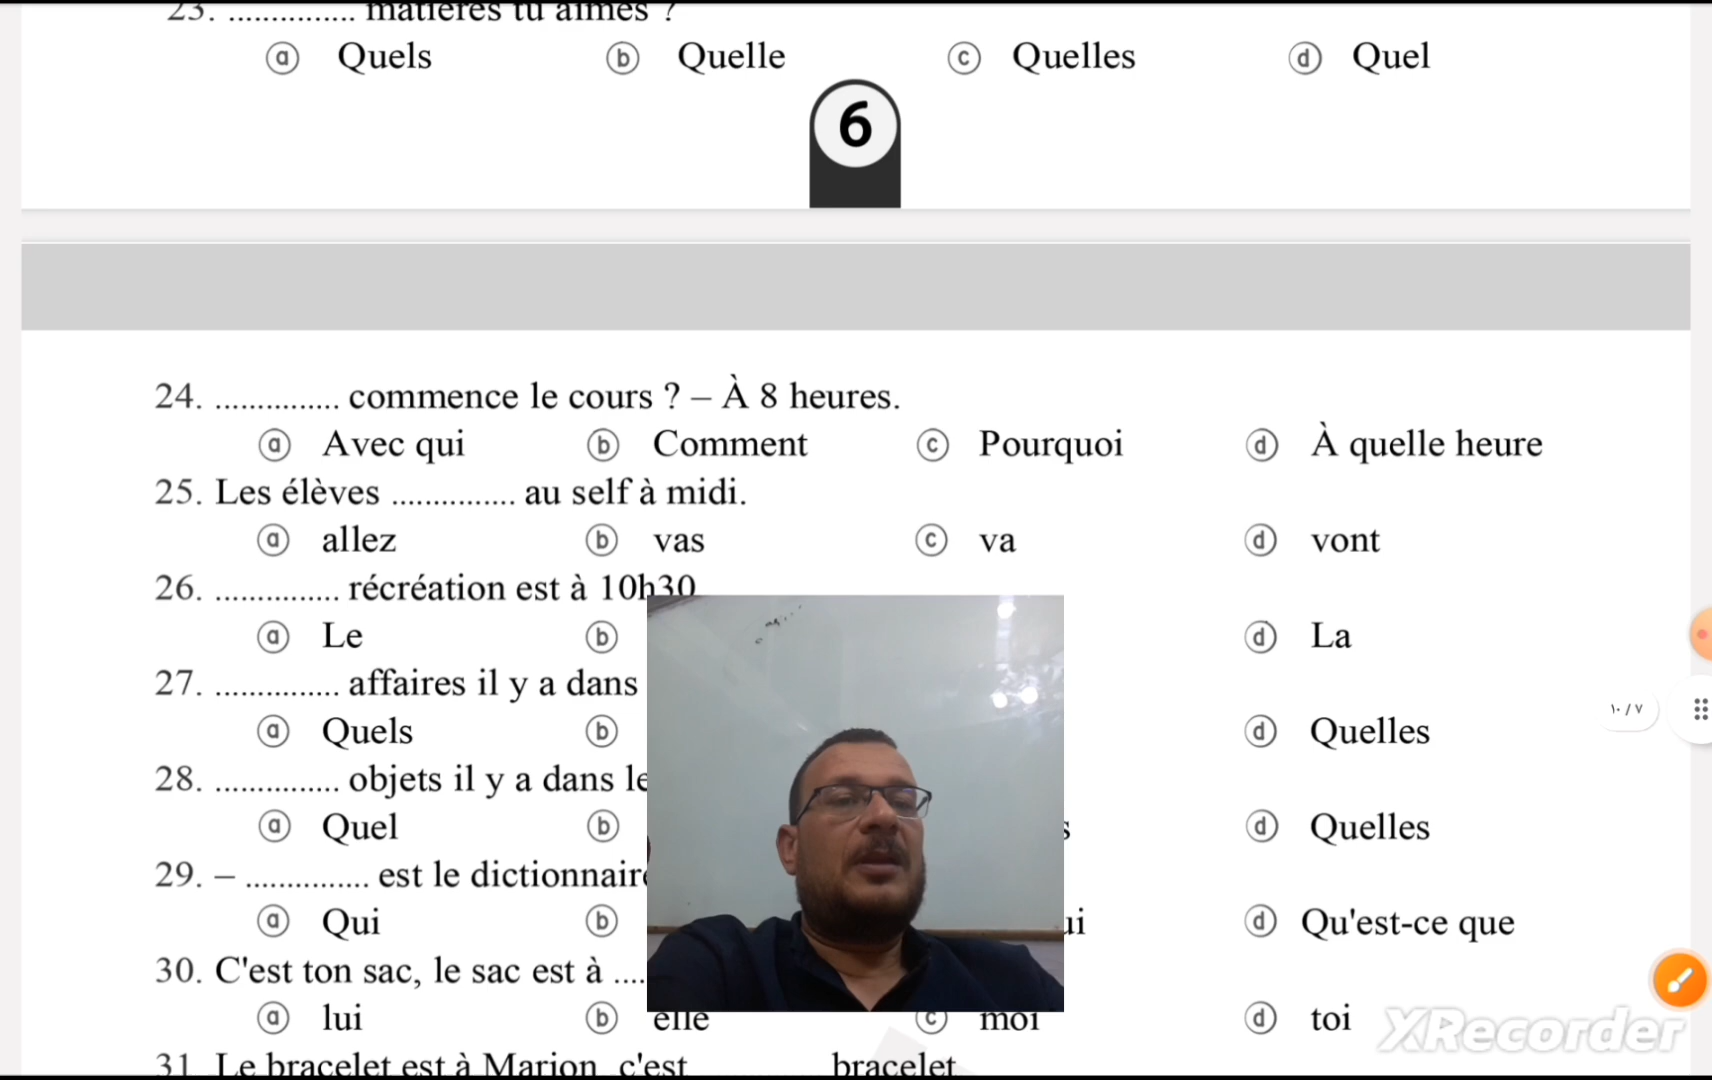 23. ............... matières tu aimes ?
ⓐ Quels ⓑ Quelle ⓒ Quelles ⓓ Quel
6
24. ............... commence le cours ? – À 8 heures.
ⓐ Avec qui ⓑ Comment ⓒ Pourquoi ⓓ À quelle heure
25. Les élèves ............... au self à midi.
ⓐ allez ⓑ vas ⓒ va ⓓ vont
26. ............... récréation est à 10h30
ⓐ Le ⓑ ⓓ La
27. ............... affaires il y a dans
ⓐ Quels ⓑ ⓓ Quelles
١٠/٧
28. ............... objets il y a dans
ⓐ Quel ⓑ ⓓ Quelles
29. – ............... est le dictionnaire
ⓐ Qui ⓑ ⓓ Qu'est-ce que
30. C'est ton sac, le sac est à ....
ⓐ lui ⓑ elle ⓒ moi ⓓ toi
XRecorder
31. Le bracelet est à Marion, c'est ............... bracelet